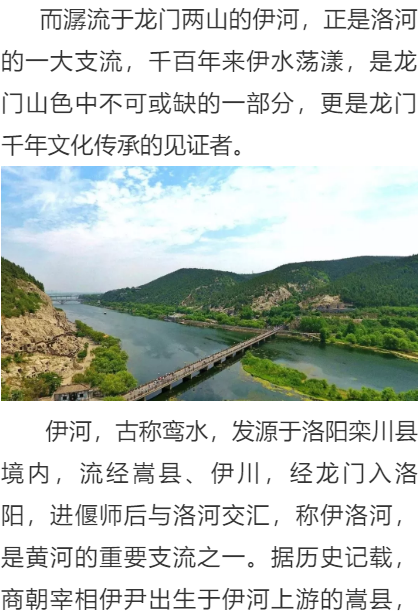 而潺流于龙门两山的伊河，正是洛河
的一大支流，千百年来伊水荡漾，是龙
门山色中不可或缺的一部分，更是龙门
千年文化传承的见证者。
伊河，古称鸾水，发源于洛阳栾川县
境内，流经嵩县、伊川，经龙门入洛
阳，进偃师后与洛河交汇，称伊洛河，
是黄河的重要支流之一。据历史记载，
商朝宰相伊尹出生于伊河上游的嵩县，